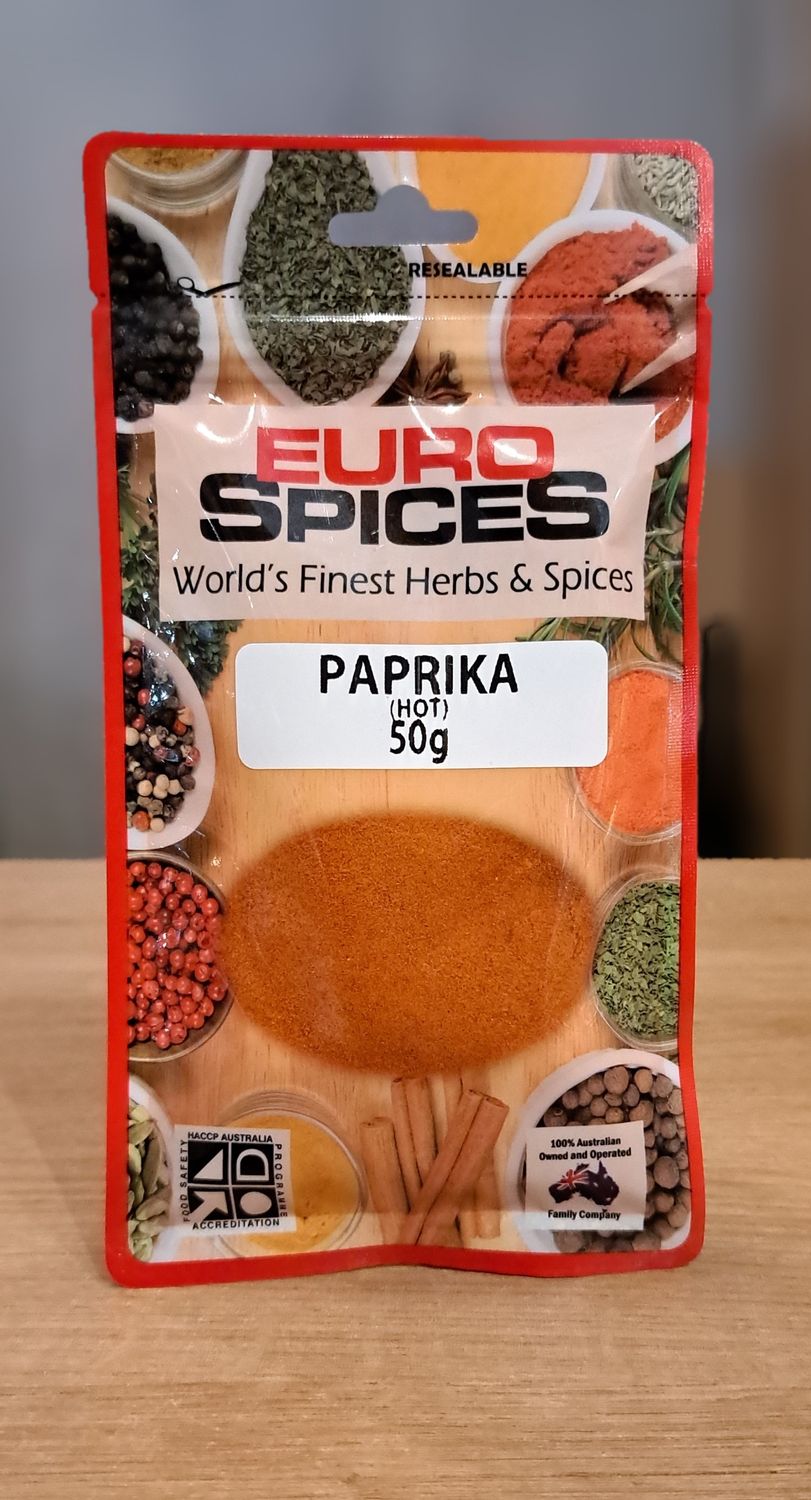 RESEALABLE
EURO
SPICES
World's Finest Herbs & Spices
PAPRIKA
(HOT)
50g
HACCP AUSTRALIA
FOOD SAFETY
PROGRAMME
ACCREDITATION
100% Australian
Owned and Operated
Family Company